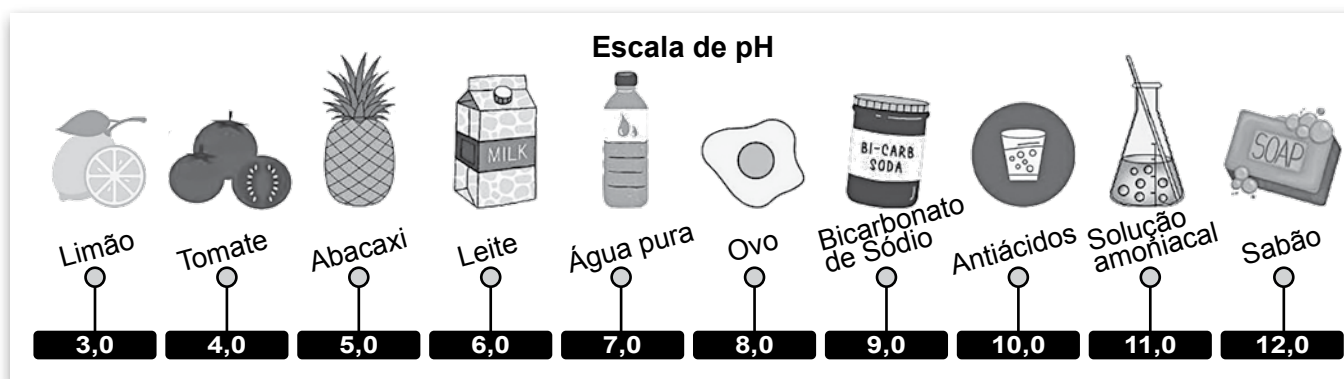 Escala de pH
MILK
BI-CARB
SODA
SOAP
Limão
Tomate
Abacaxi
Leite
Água pura
Ovo
Bicarbonato
de Sódio
Antiácidos
Solução
amoniacal
Sabão
3,0 4,0 5,0 6,0 7,0 8,0 9,0 10,0 11,0 12,0